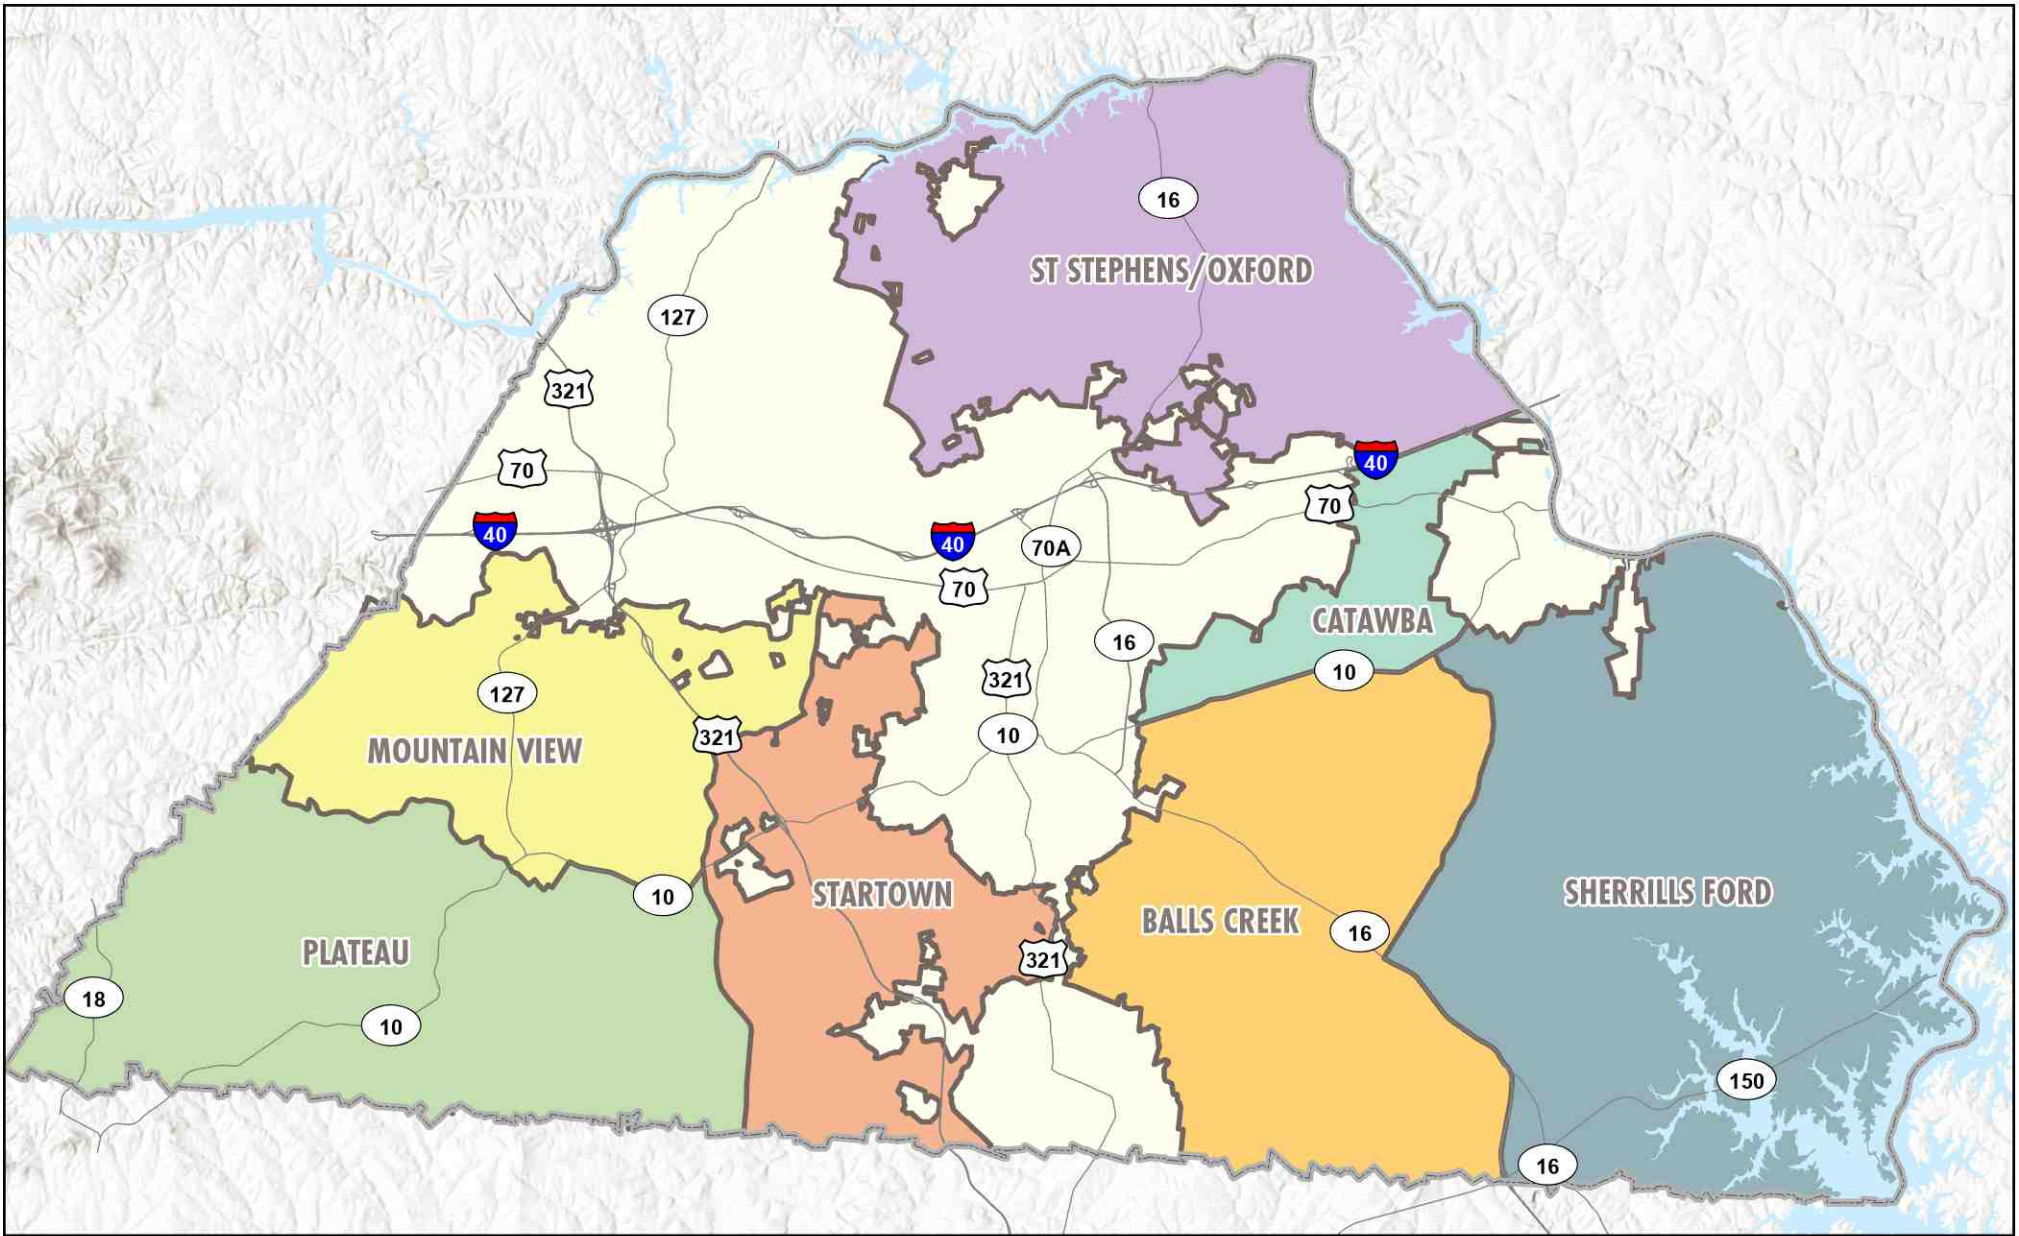 16
ST STEPHENS/OXFORD
127
321
70
40
40
70
40
70A
70
CATAWBA
16
10
321
127
10
321
MOUNTAIN VIEW
10
STARTOWN
SHERRILLS FORD
BALLS CREEK
16
PLATEAU
321
18
10
150
16